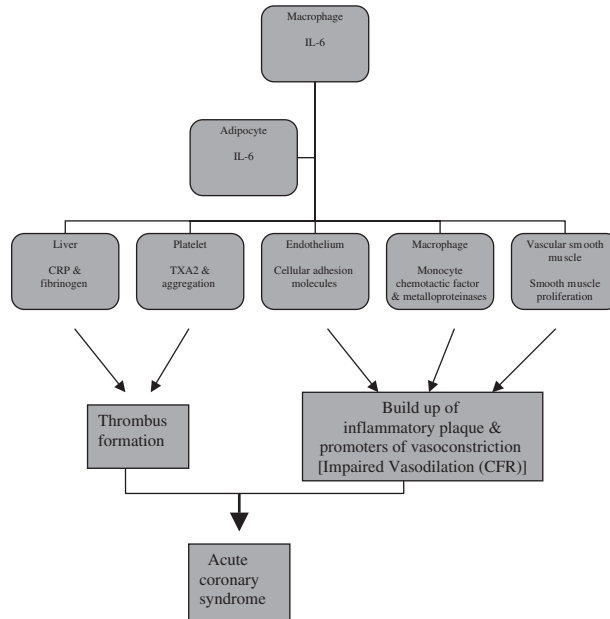 Macrophage
IL-6
Adipocyte
IL-6
Liver
CRP &
fibrinogen
Platelet
TXA2 &
aggregation
Endothelium
Cellular adhesion
molecules
Macrophage
Monocyte
chemotactic factor
& metalloproteinases
Vascular smooth
muscle
Smooth muscle
proliferation
Thrombus
formation
Build up of
inflammatory plaque &
promoters of vasoconstriction
[Impaired Vasodilation (CFR)]
Acute
coronary
syndrome